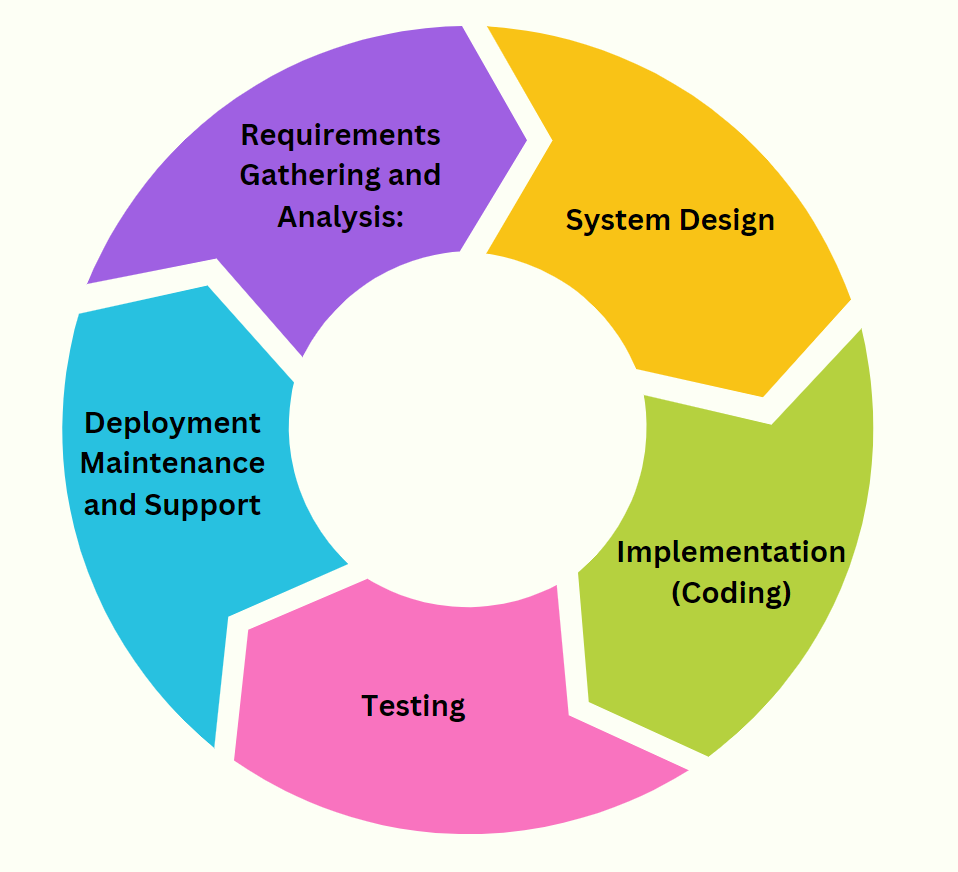 Requirements
Gathering and
Analysis:
System Design
Implementation
(Coding)
Testing
Deployment
Maintenance
and Support